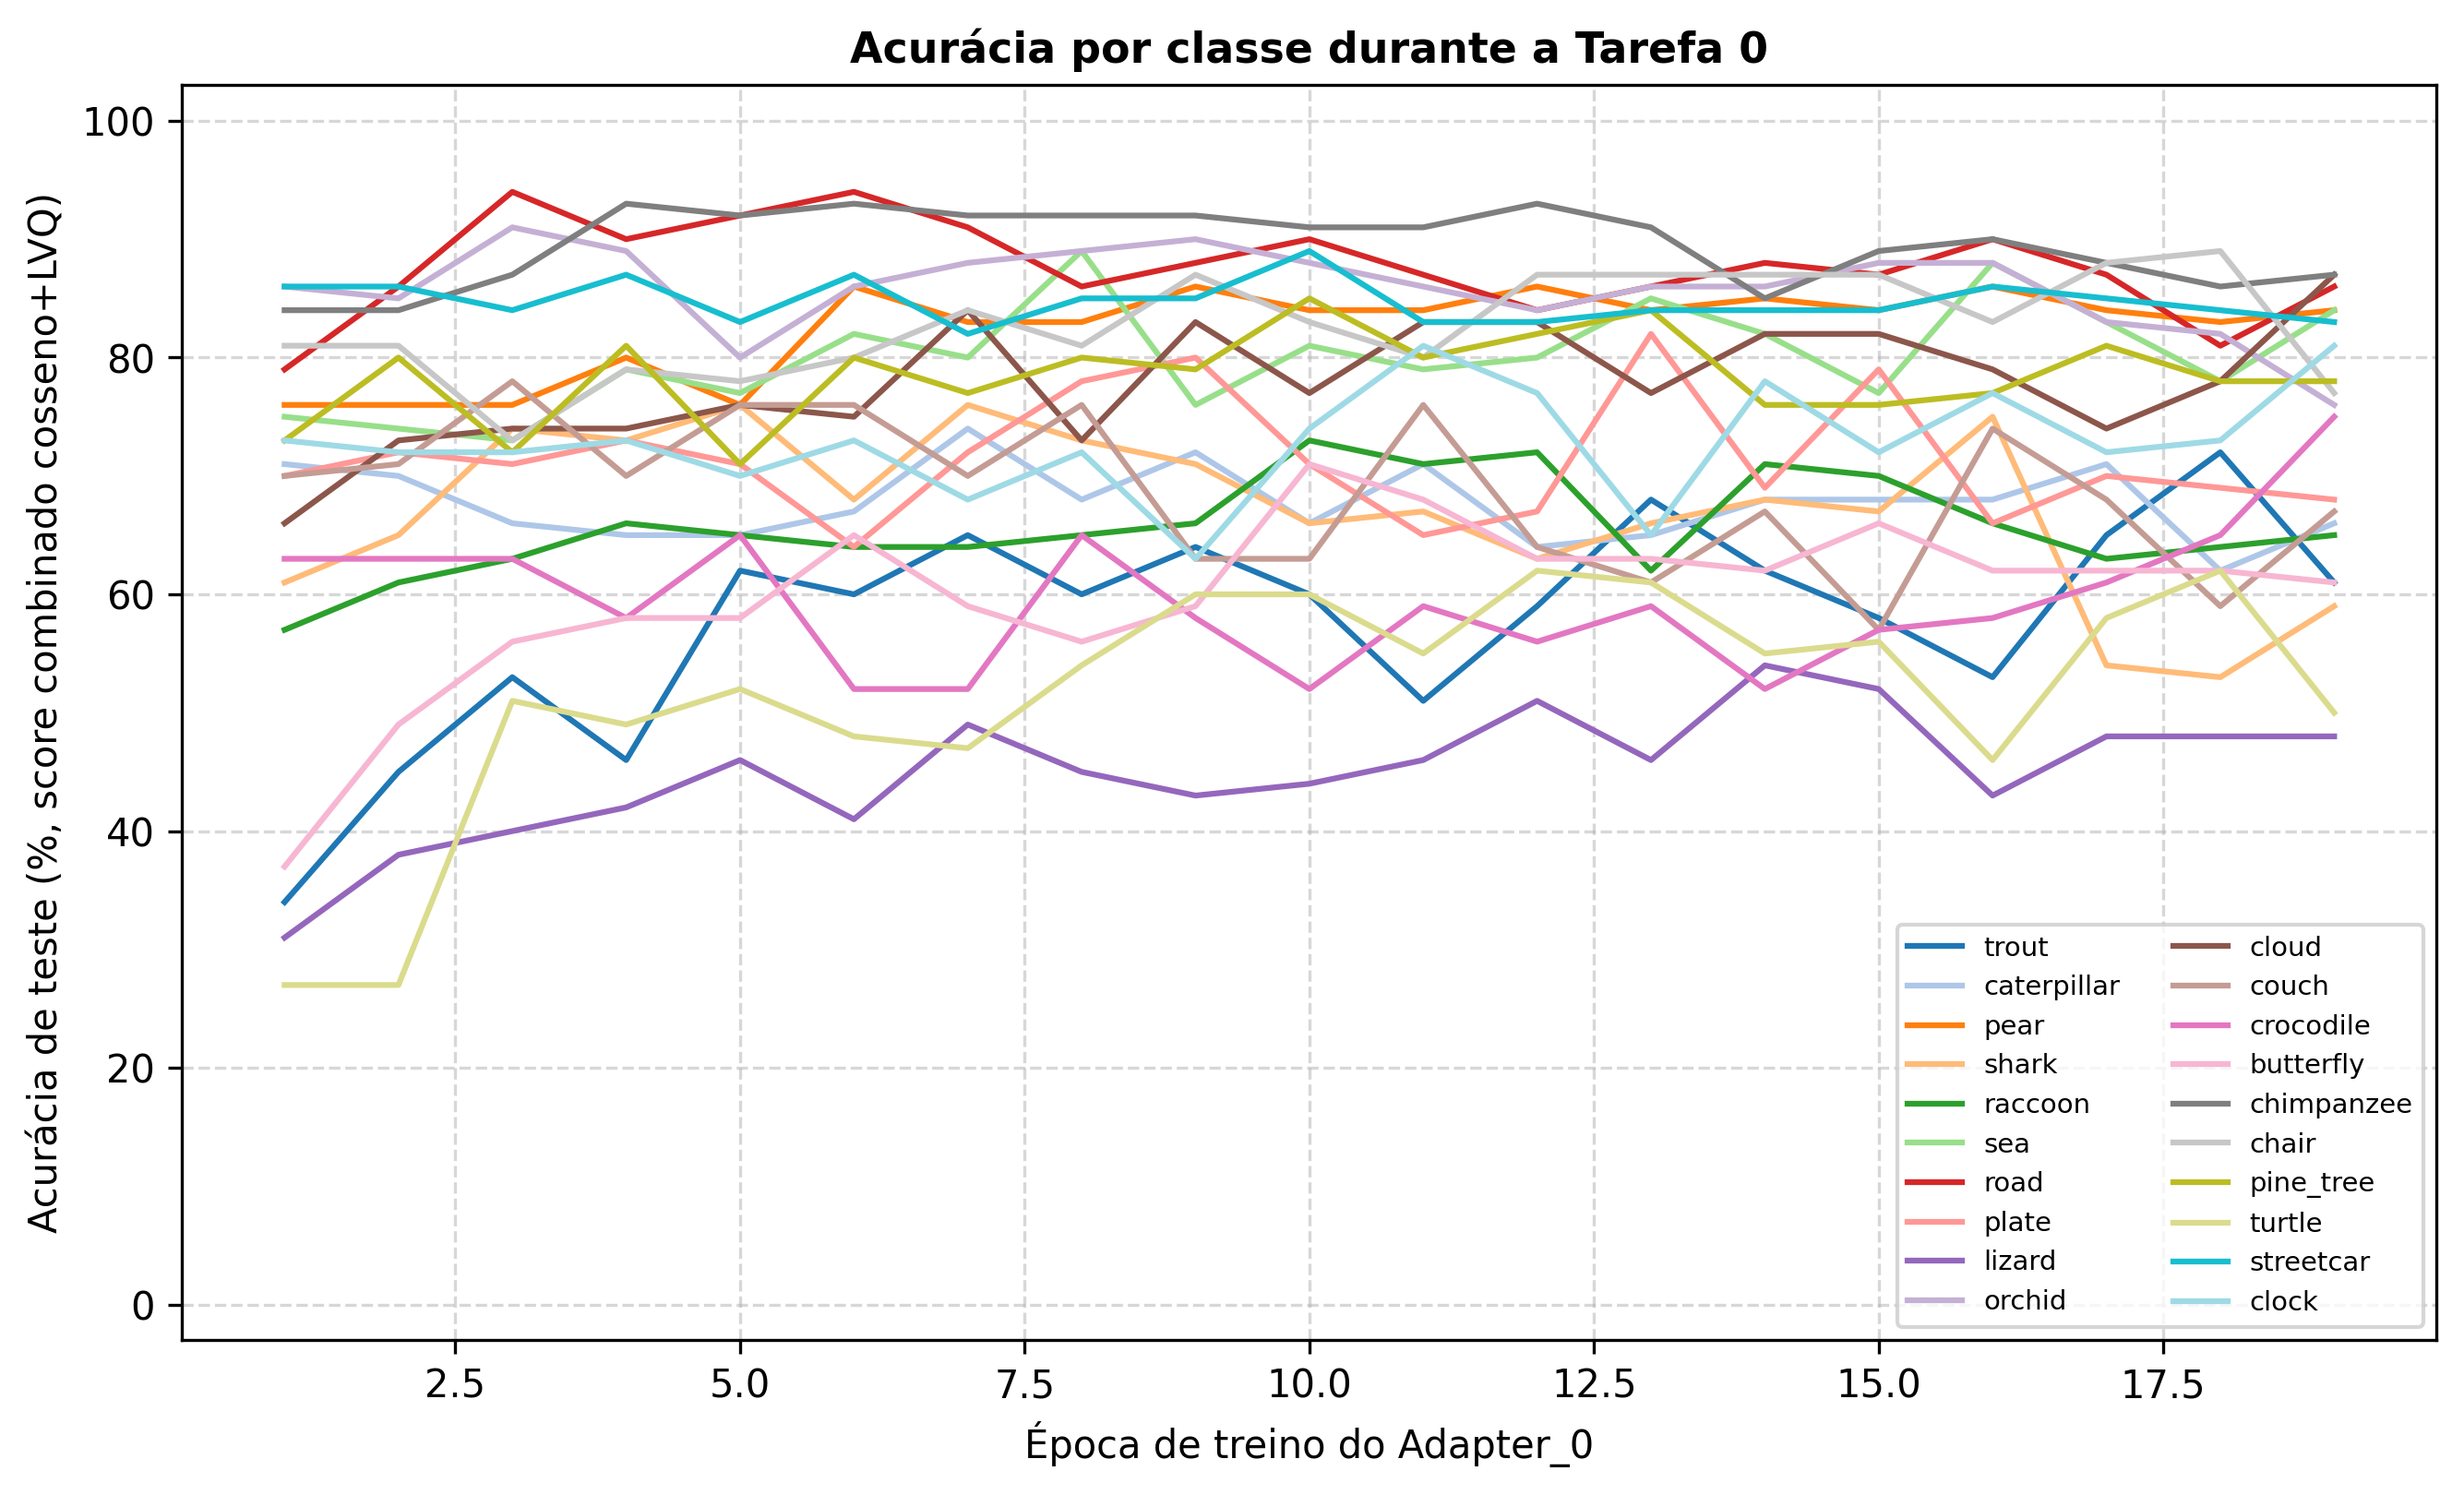 Acurácia por classe durante a Tarefa 0
Acurácia de teste (%, score combinado cosseno+LVQ)
100
80
60
40
20
0
2.5 5.0 7.5 10.0 12.5 15.0 17.5
Época de treino do Adapter_0
trout
caterpillar
pear
shark
raccoon
sea
road
plate
lizard
orchid
cloud
couch
crocodile
butterfly
chimpanzee
chair
pine_tree
turtle
streetcar
clock